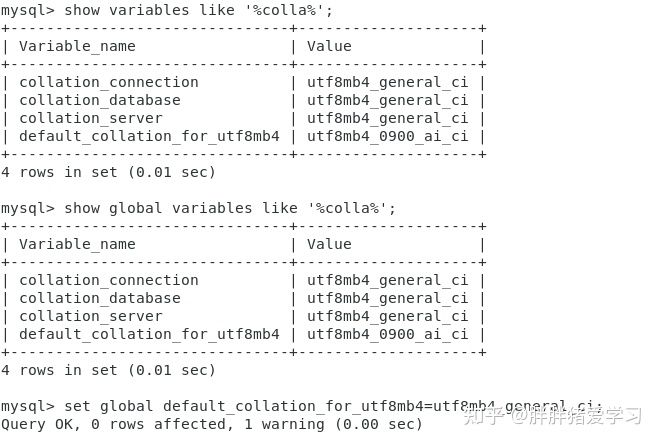 mysql> show variables like '%colla%';
+-------------------------------+--------------------+
| Variable_name                 | Value              |
+-------------------------------+--------------------+
| collation_connection          | utf8mb4_general_ci |
| collation_database            | utf8mb4_general_ci |
| collation_server              | utf8mb4_general_ci |
| default_collation_for_utf8mb4 | utf8mb4_0900_ai_ci |
+-------------------------------+--------------------+
4 rows in set (0.01 sec)

mysql> show global variables like '%colla%';
+-------------------------------+--------------------+
| Variable_name                 | Value              |
+-------------------------------+--------------------+
| collation_connection          | utf8mb4_general_ci |
| collation_database            | utf8mb4_general_ci |
| collation_server              | utf8mb4_general_ci |
| default_collation_for_utf8mb4 | utf8mb4_0900_ai_ci |
+-------------------------------+--------------------+
4 rows in set (0.01 sec)

mysql> set global default_collation_for_utf8mb4=utf8mb4_general_ci;
Query OK, 0 rows affected, 1 warning (0.00 sec)
知乎 @胖胖猪爱学习